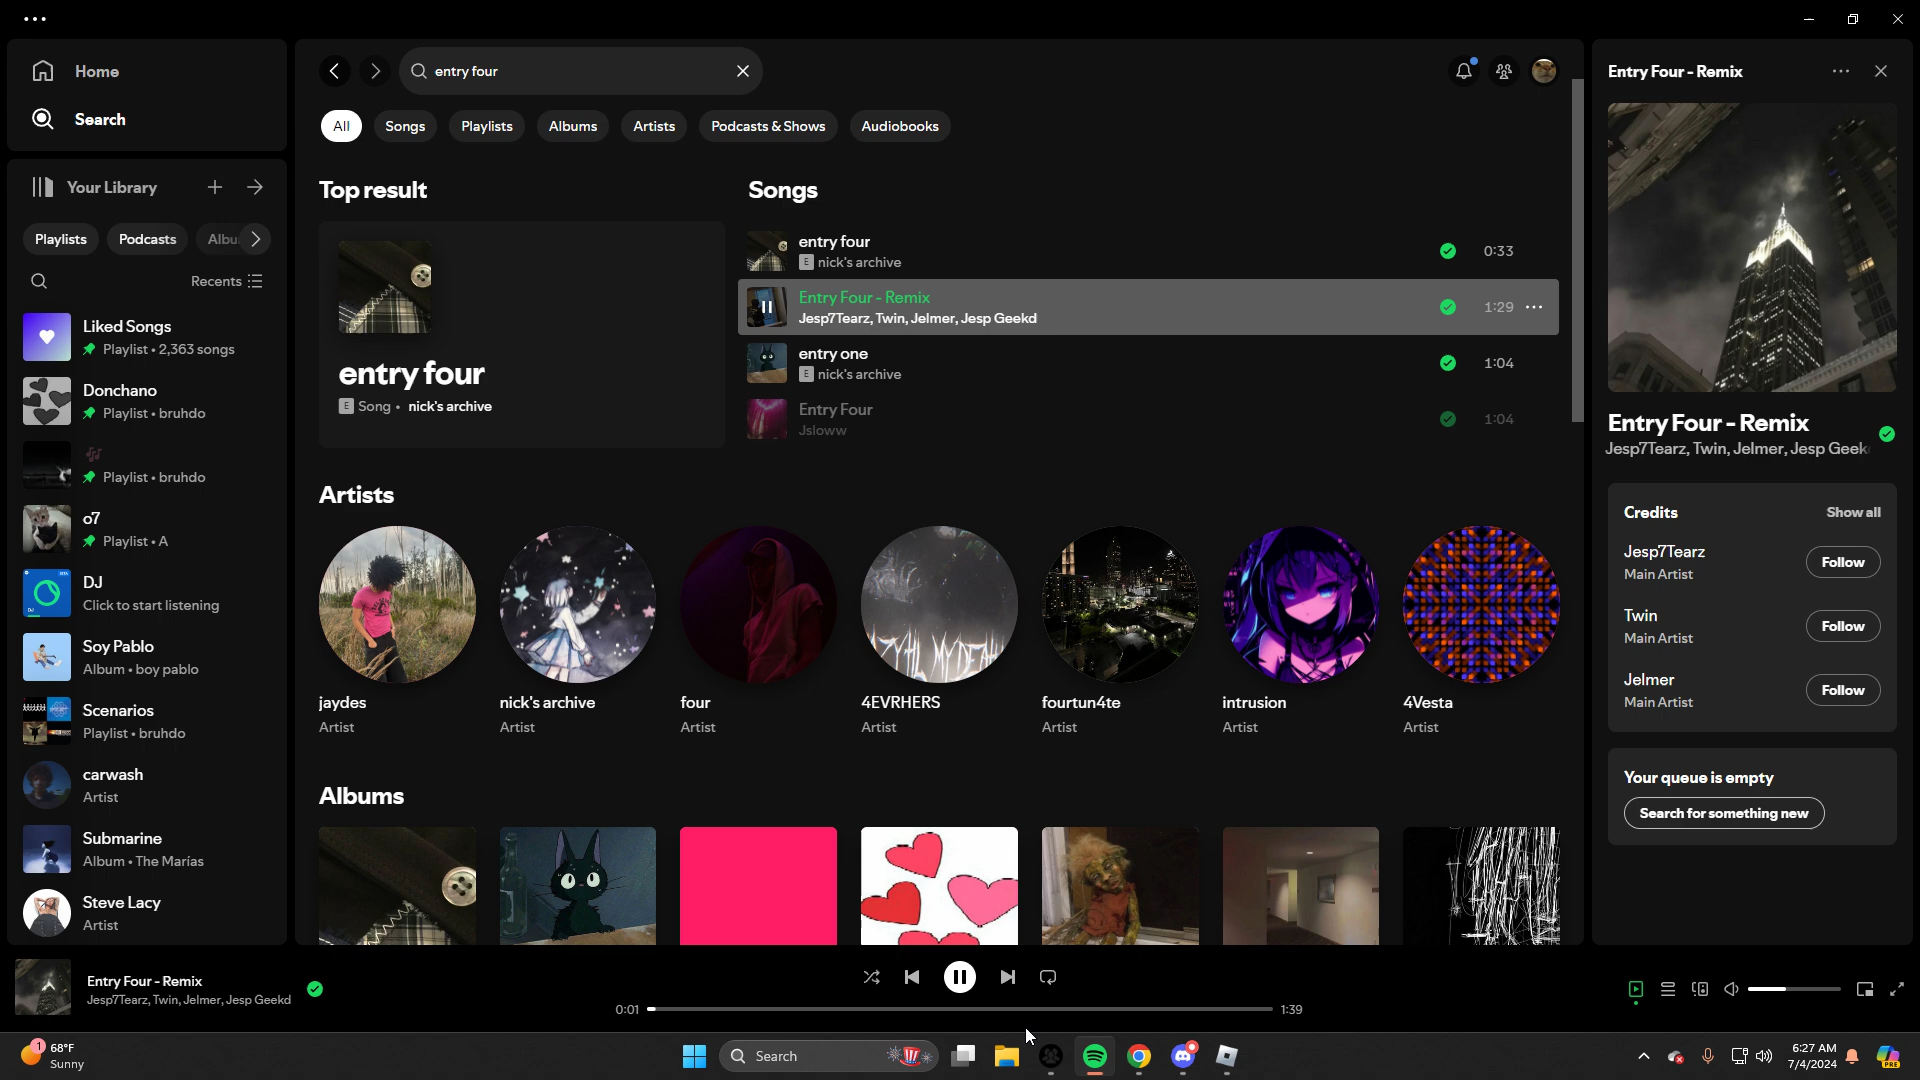 Home
Search
Your Library
Playlists
Podcasts
Albu
Recents
Liked Songs
Playlist • 2,363 songs
Donchano
Playlist • bruhdo
Playlist • bruhdo
o7
Playlist • A
DJ
Click to start listening
Soy Pablo
Album • boy pablo
Scenarios
Playlist • bruhdo
carwash
Artist
Submarine
Album • The Marías
Steve Lacy
Artist
entry four
All
Songs
Playlists
Albums
Artists
Podcasts & Shows
Audiobooks
Top result
entry four
E Song • nick's archive
Songs
entry four
E nick's archive
0:33
Entry Four - Remix
Jesp7Tearz, Twin, Jelmer, Jesp Geekd
1:29
entry one
E nick's archive
1:04
Entry Four
Jsloww
1:04
Artists
jaydes
Artist
nick's archive
Artist
four
Artist
4EVRHERS
Artist
fourtun4te
Artist
intrusion
Artist
4Vesta
Artist
Albums
Entry Four - Remix
Entry Four - Remix
Jesp7Tearz, Twin, Jelmer, Jesp Geek
Credits
Show all
Jesp7Tearz
Main Artist
Follow
Twin
Main Artist
Follow
Jelmer
Main Artist
Follow
Your queue is empty
Search for something new
Entry Four - Remix
Jesp7Tearz, Twin, Jelmer, Jesp Geekd
0:01
1:39
1
68°F
Sunny
Search
6:27 AM
7/4/2024
PRE